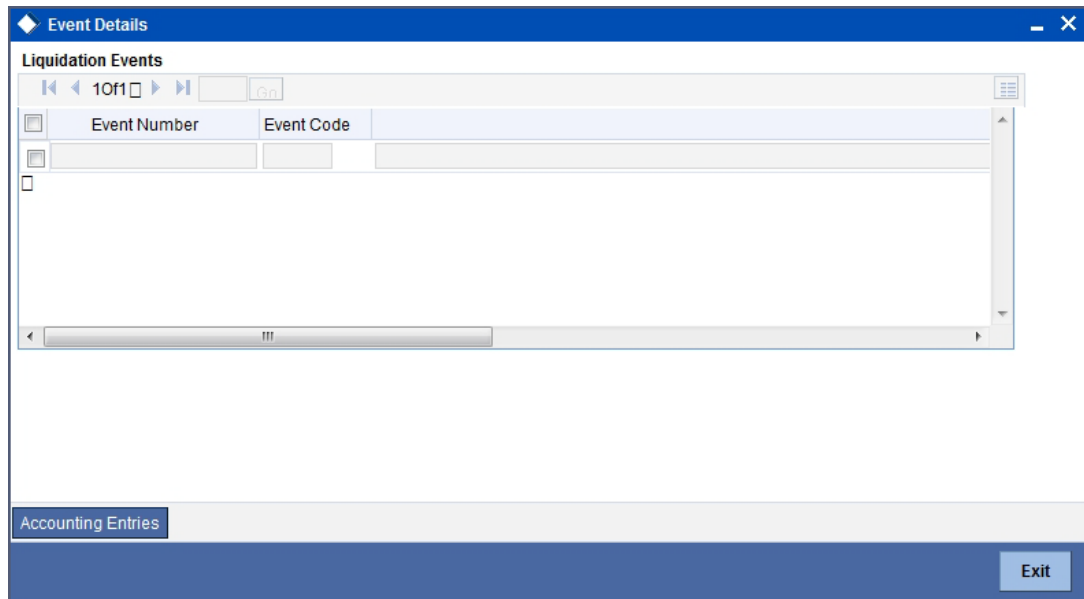 Event Details
Liquidation Events
1Of1 Go
Event Number Event Code
Accounting Entries
Exit